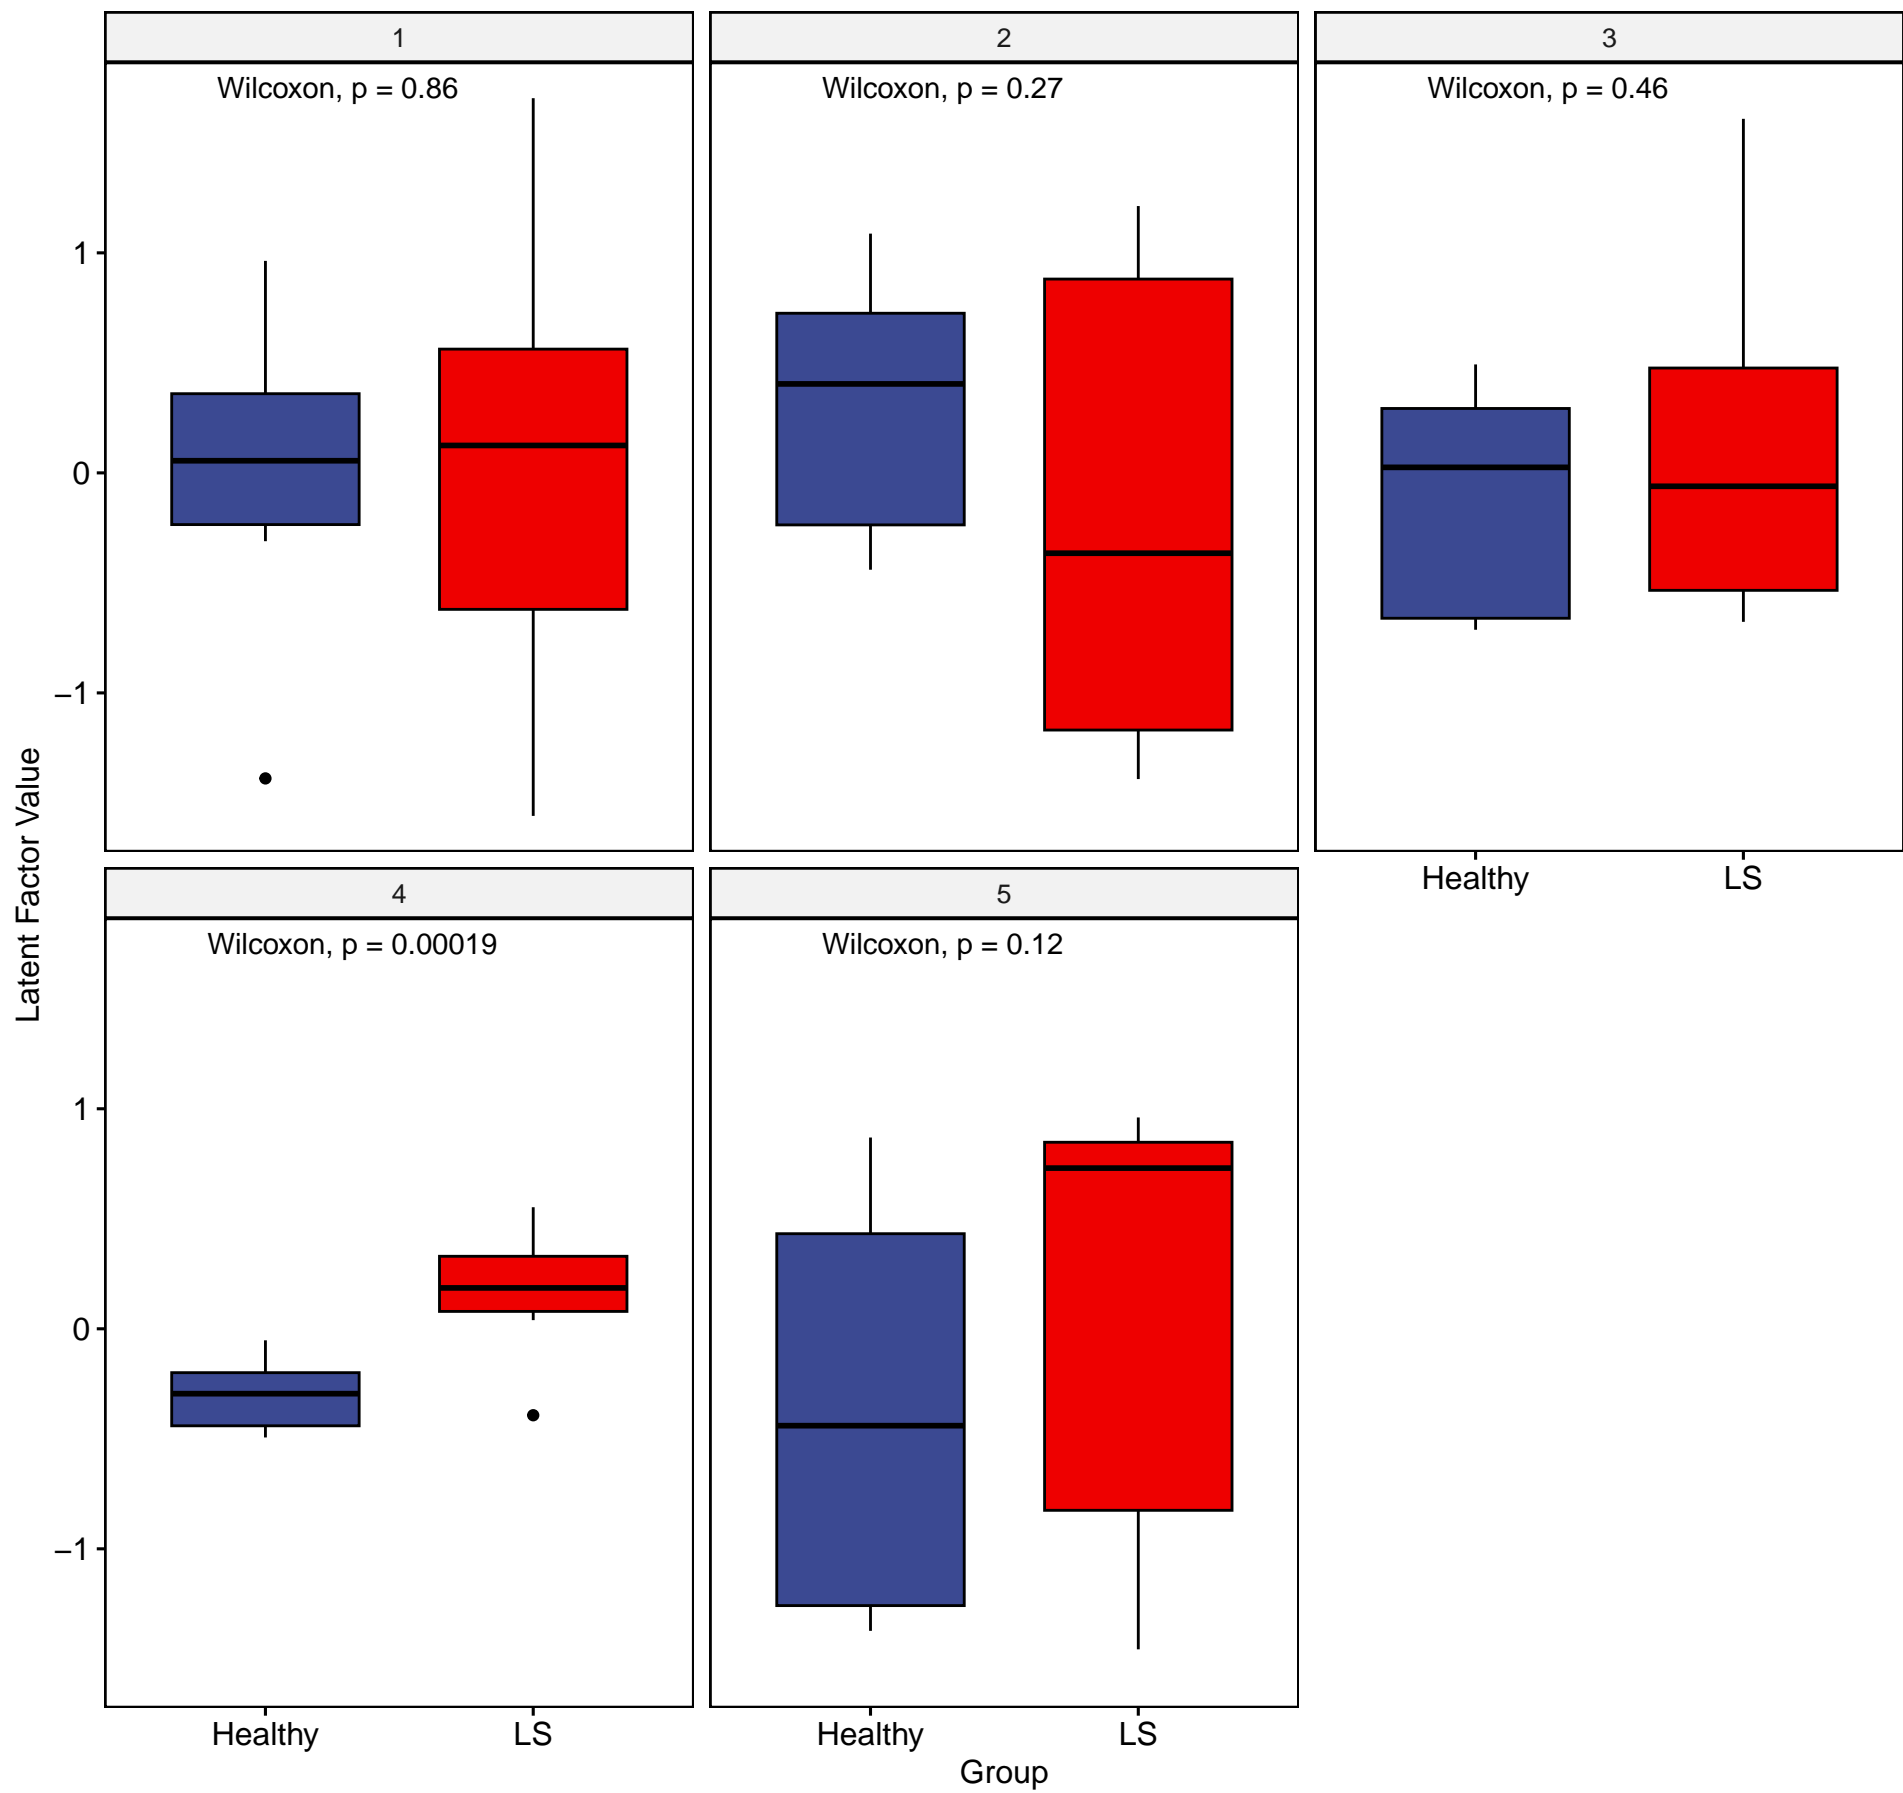 1
2
3
Wilcoxon, p = 0.86
Wilcoxon, p = 0.27
Wilcoxon, p = 0.46
1
0
−1
Healthy
LS
Latent Factor Value
4
5
Wilcoxon, p = 0.00019
Wilcoxon, p = 0.12
1
0
−1
Healthy
LS
Healthy
LS
Group